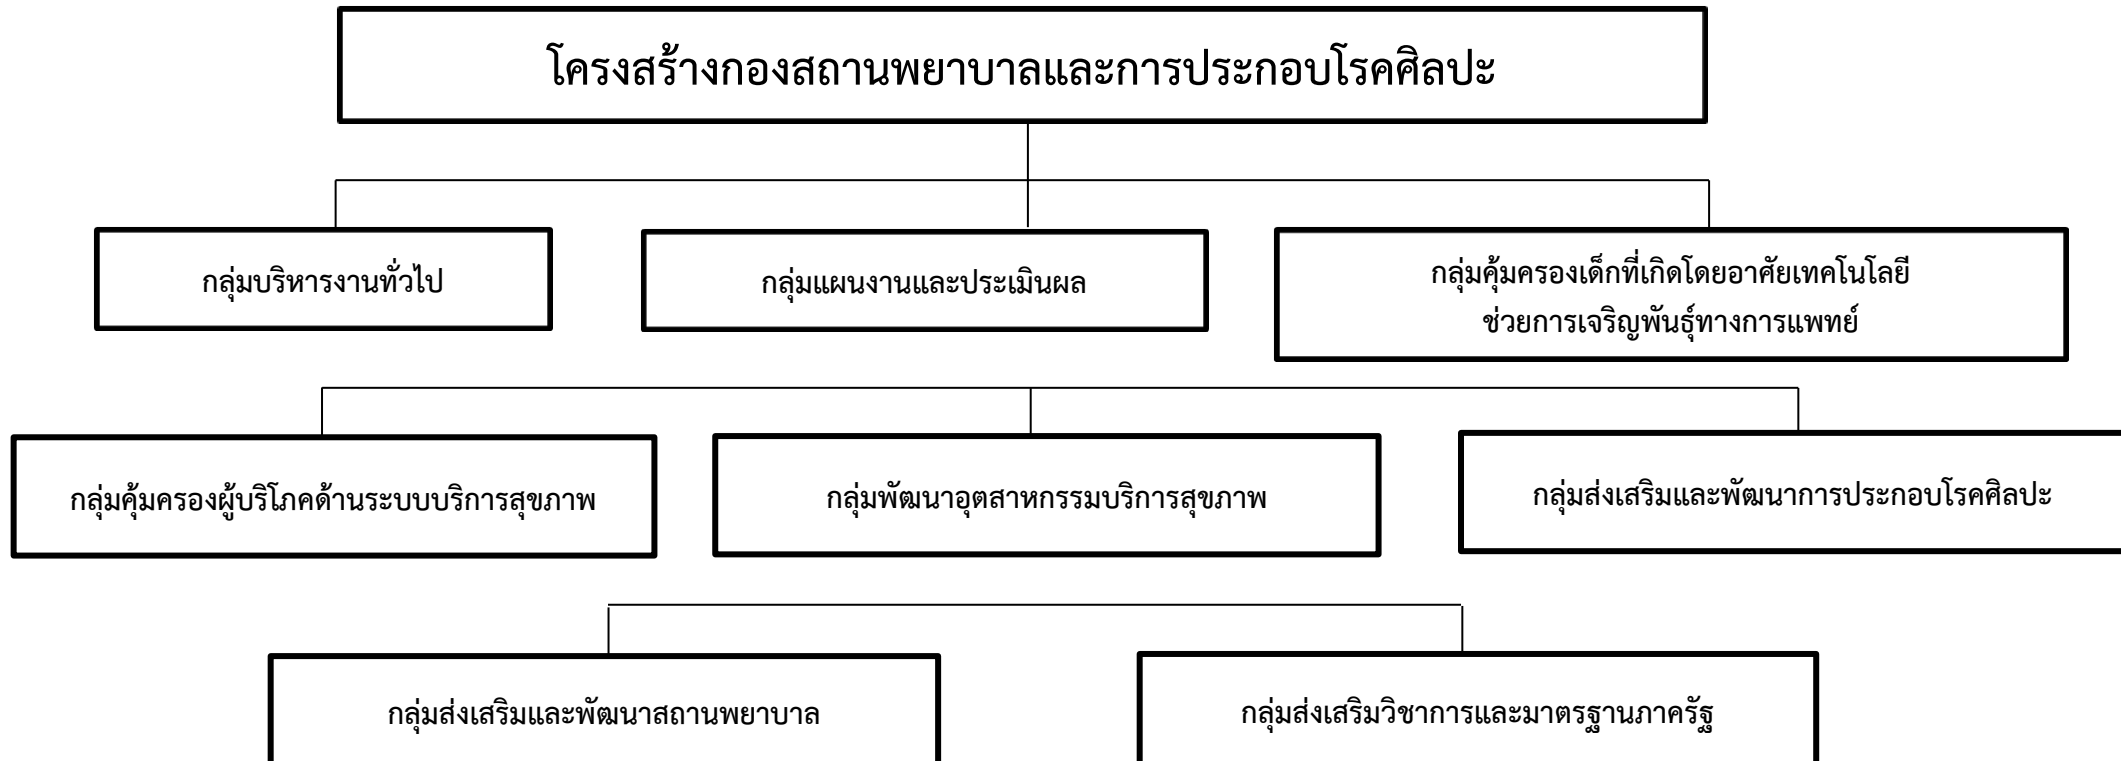 โครงสร้างกองสถานพยาบาลและการประกอบโรคศิลปะ
กลุ่มบริหารงานทั่วไป
กลุ่มแผนงานและประเมินผล
กลุ่มคุ้มครองเด็กที่เกิดโดยอาศัยเทคโนโลยี
ช่วยการเจริญพันธุ์ทางการแพทย์
กลุ่มคุ้มครองผู้บริโภคด้านระบบบริการสุขภาพ
กลุ่มพัฒนาอุตสาหกรรมบริการสุขภาพ
กลุ่มส่งเสริมและพัฒนาการประกอบโรคศิลปะ
กลุ่มส่งเสริมและพัฒนาสถานพยาบาล
กลุ่มส่งเสริมวิชาการและมาตรฐานภาครัฐ